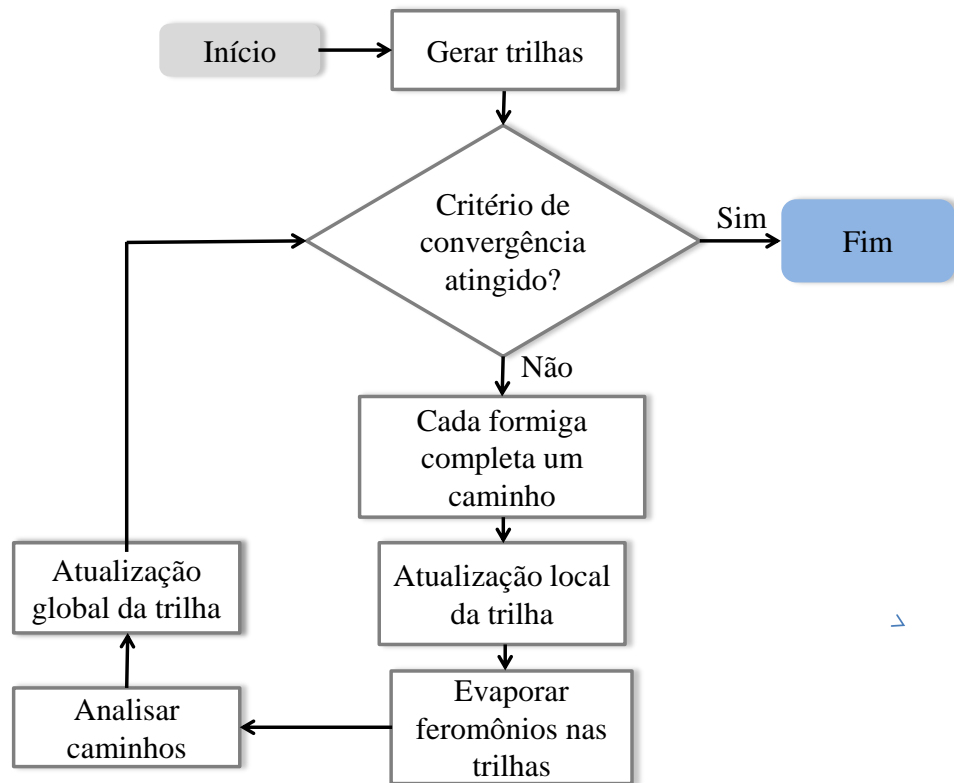 Início
Gerar trilhas
Critério de
convergência
atingido?
Sim
Fim
Não
Cada formiga
completa um
caminho
Atualização local
da trilha
Evaporar
feromônios nas
trilhas
Analisar
caminhos
Atualização
global da trilha